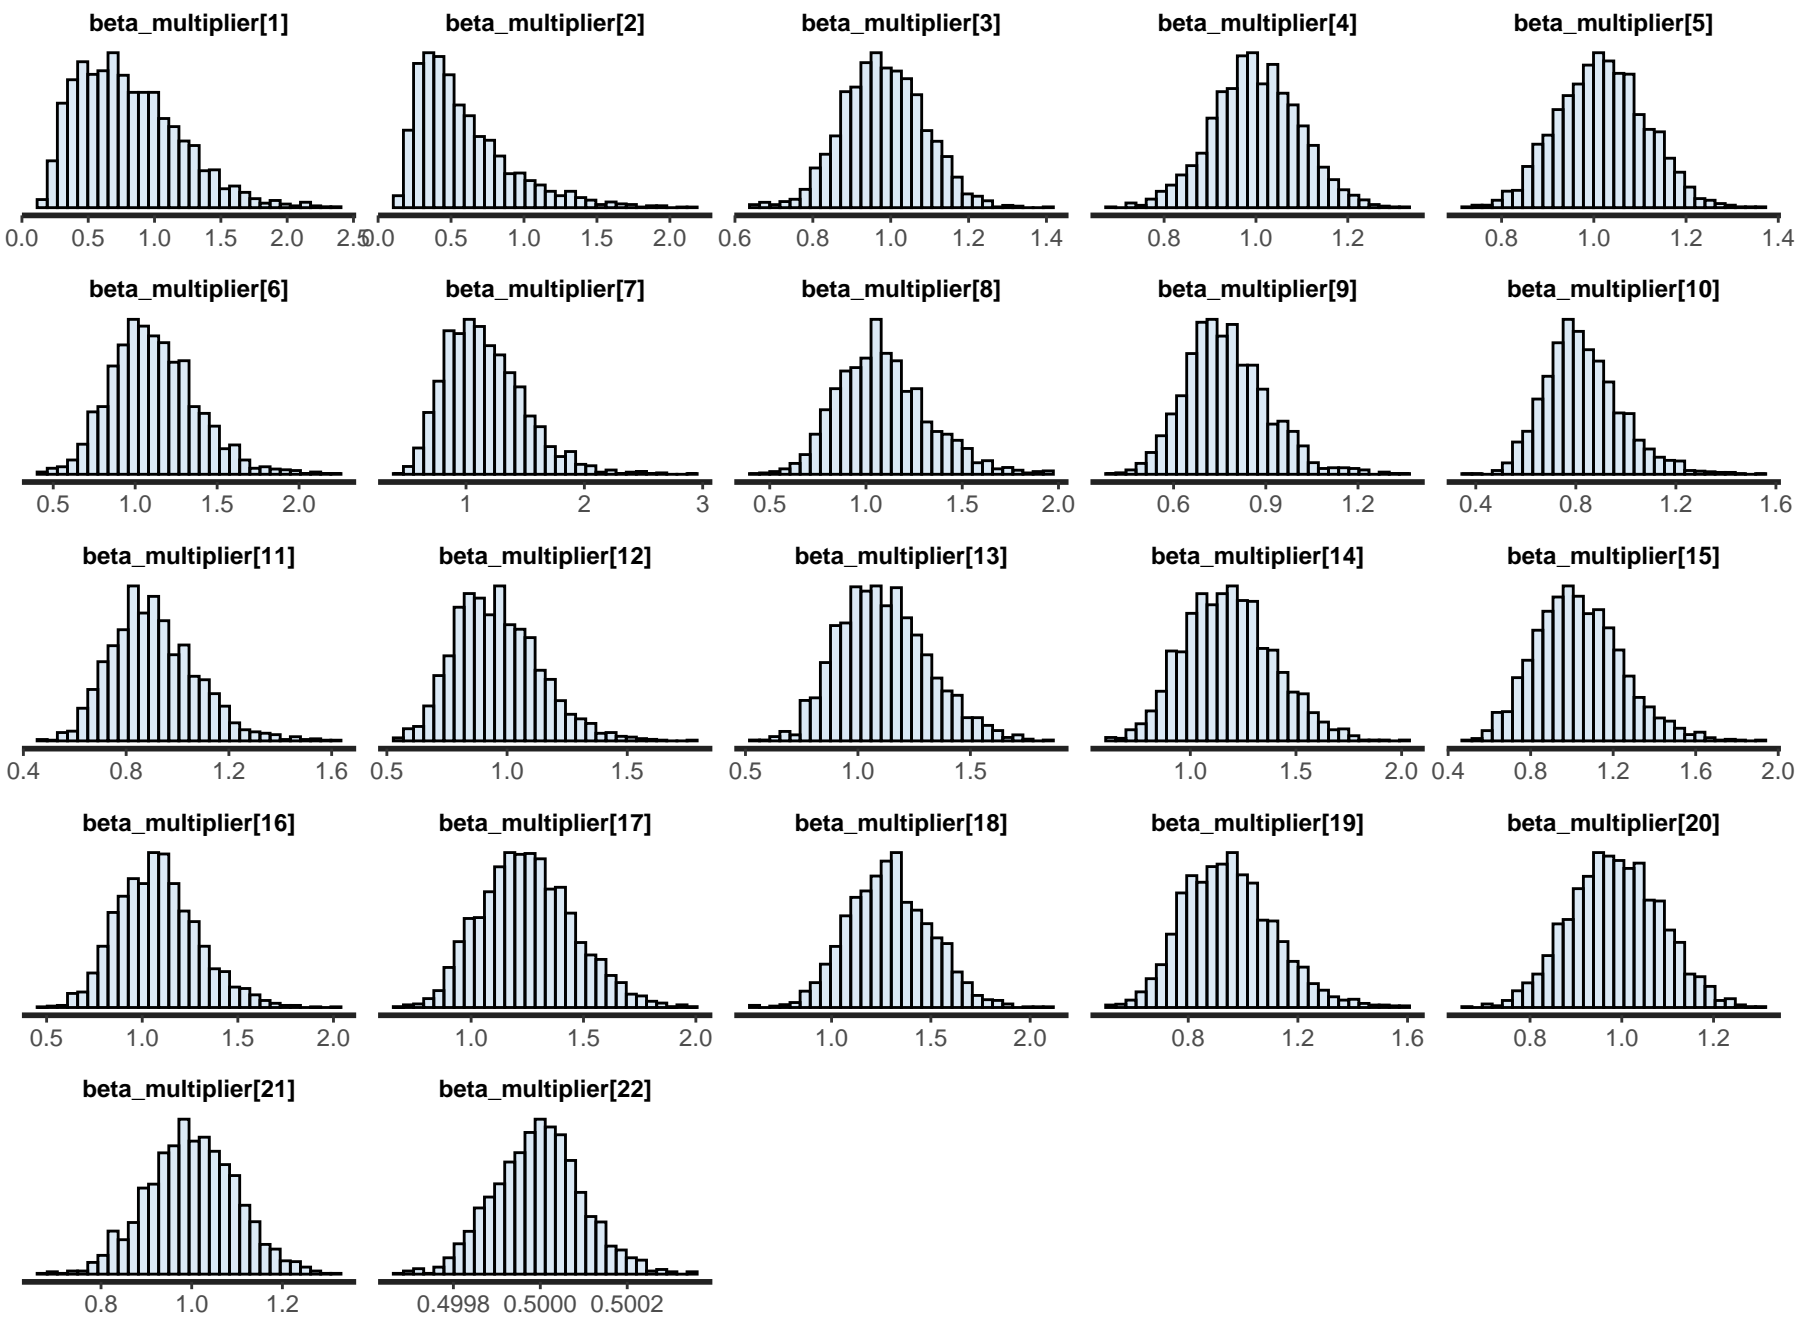 beta_multiplier[1] beta_multiplier[2] beta_multiplier[3] beta_multiplier[4] beta_multiplier[5]
0.0 0.5 1.0 1.5 2.0 2.5 0.0 0.5 1.0 1.5 2.0 0.6 0.8 1.0 1.2 1.4 0.8 1.0 1.2 0.8 1.0 1.2 1.4
beta_multiplier[6] beta_multiplier[7] beta_multiplier[8] beta_multiplier[9] beta_multiplier[10]
0.5 1.0 1.5 2.0 1 2 3 0.5 1.0 1.5 2.0 0.6 0.9 1.2 0.4 0.8 1.2 1.6
beta_multiplier[11] beta_multiplier[12] beta_multiplier[13] beta_multiplier[14] beta_multiplier[15]
0.4 0.8 1.2 1.6 0.5 1.0 1.5 0.5 1.0 1.5 1.0 1.5 2.0 0.4 0.8 1.2 1.6 2.0
beta_multiplier[16] beta_multiplier[17] beta_multiplier[18] beta_multiplier[19] beta_multiplier[20]
0.5 1.0 1.5 2.0 1.0 1.5 2.0 1.0 1.5 2.0 0.8 1.2 1.6 0.8 1.0 1.2
beta_multiplier[21] beta_multiplier[22]
0.8 1.0 1.2 0.4998 0.5000 0.5002